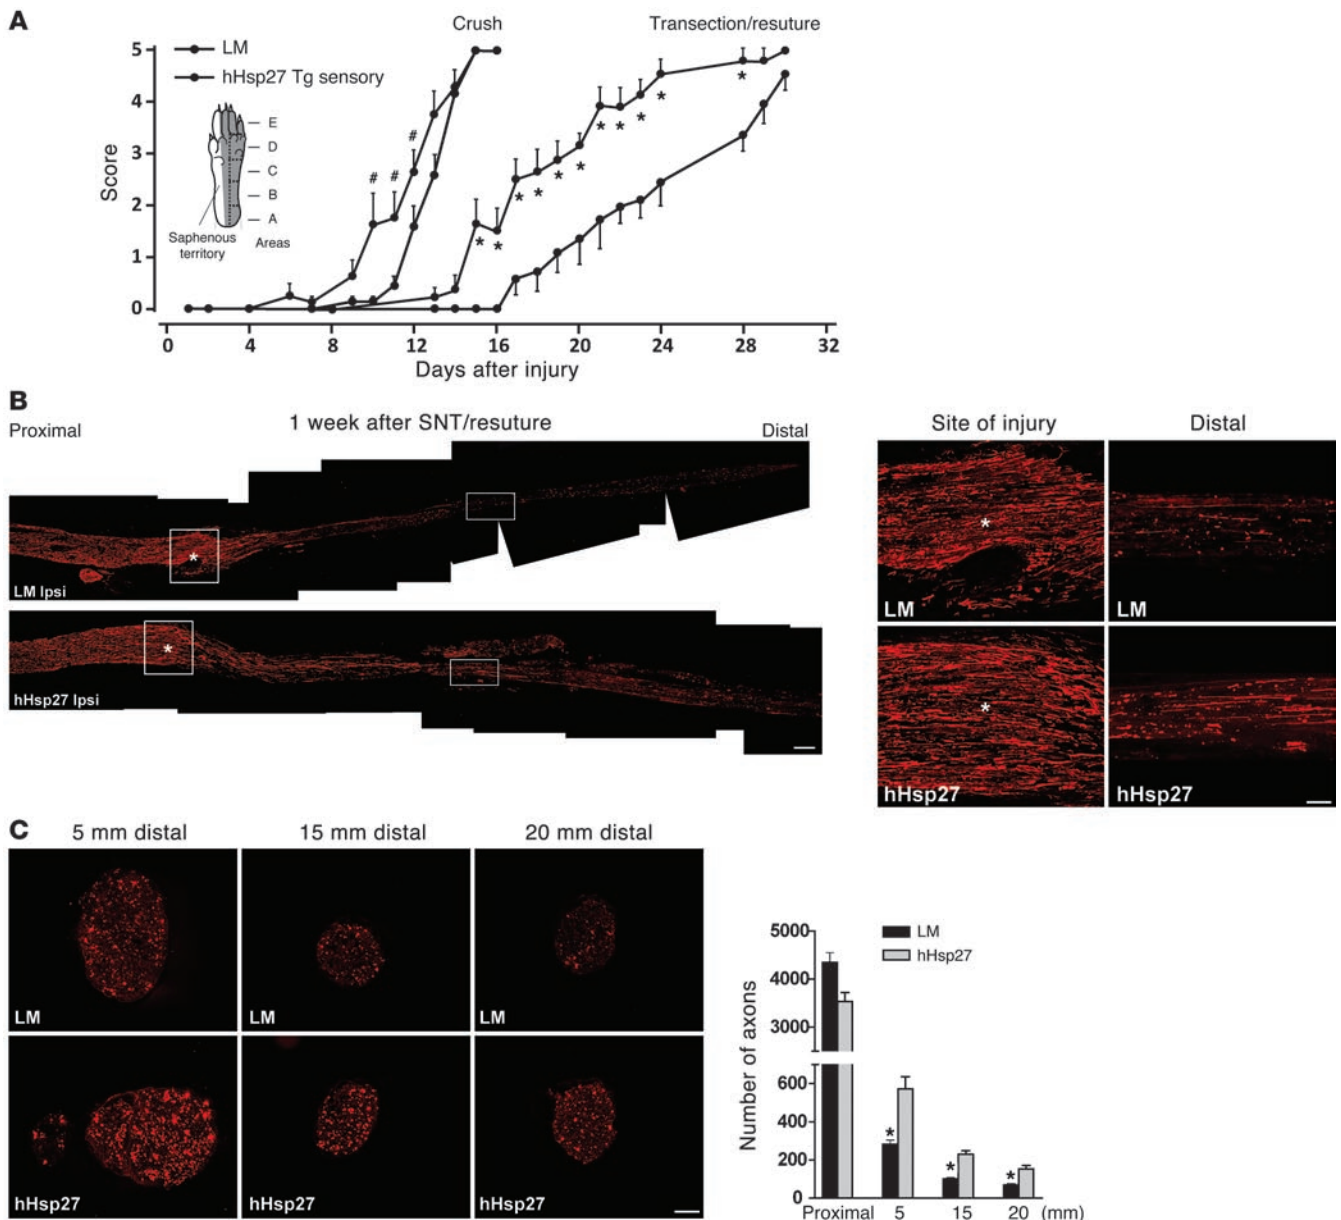 A
Crush
Transection/resuture
LM
hHsp27 Tg sensory
Score
5
4
3
2
1
0
E
D
C
B
A
Saphenous
territory
Areas
# # #
* * * * * * * * * * *
0 4 8 12 16 20 24 28 32
Days after injury
B
1 week after SNT/resuture
Proximal
Distal
*
LM Ipsi
*
hHsp27 Ipsi
Site of injury
Distal
*
LM
LM
*
hHsp27
hHsp27
C
5 mm distal
15 mm distal
20 mm distal
LM
LM
LM
hHsp27
hHsp27
hHsp27
Number of axons
5000
4000
3000
600
400
200
0
LM
hHsp27
* * *
Proximal 5 15 20 (mm)